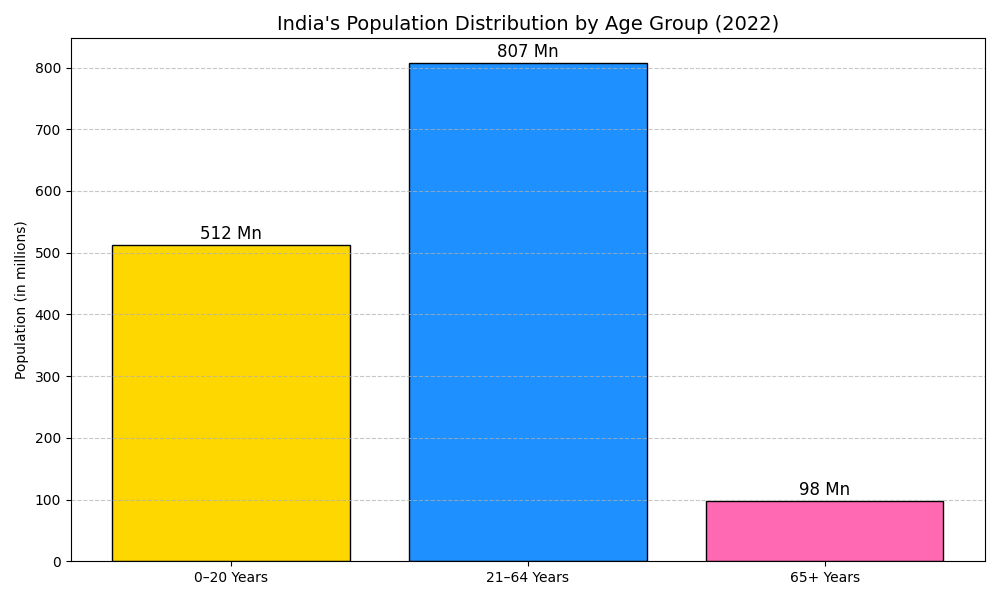 India's Population Distribution by Age Group (2022)
Population (in millions)
800
700
600
500
400
300
200
100
0
512 Mn
807 Mn
98 Mn
0–20 Years
21–64 Years
65+ Years